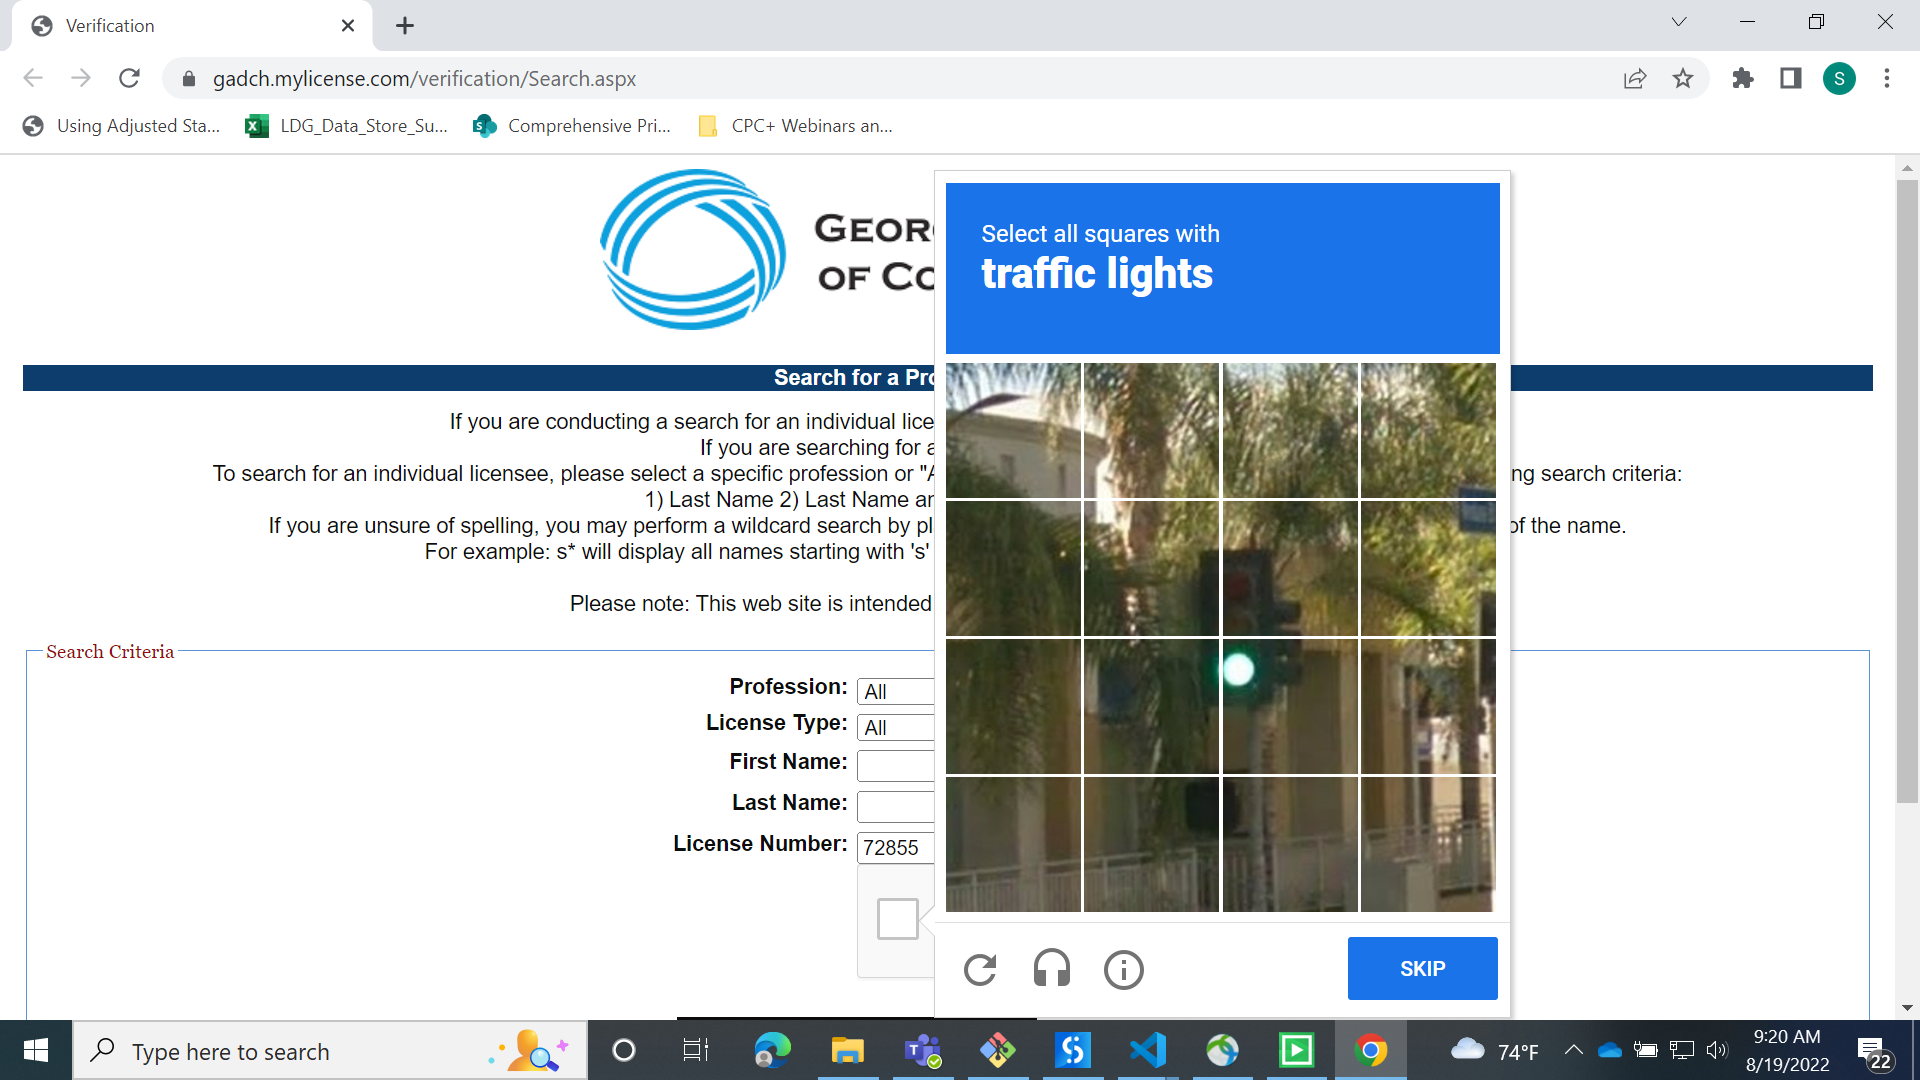 Verification
gadch.mylicense.com/verification/Search.aspx
S
Using Adjusted Sta...
LDG_Data_Store_Su...
Comprehensive Pri...
CPC+ Webinars an...
GEOR
OF CO
Select all squares with
traffic lights
Search for a Pro
If you are conducting a search for an individual lice
If you are searching for a
To search for an individual licensee, please select a specific profession or "A
ng search criteria:
1) Last Name 2) Last Name an
If you are unsure of spelling, you may perform a wildcard search by pl
of the name.
For example: s* will display all names starting with 's'
Please note: This web site is intended
Search Criteria
Profession: All
License Type: All
First Name:
Last Name:
License Number: 72855
SKIP
Type here to search
74°F
9:20 AM
8/19/2022
22